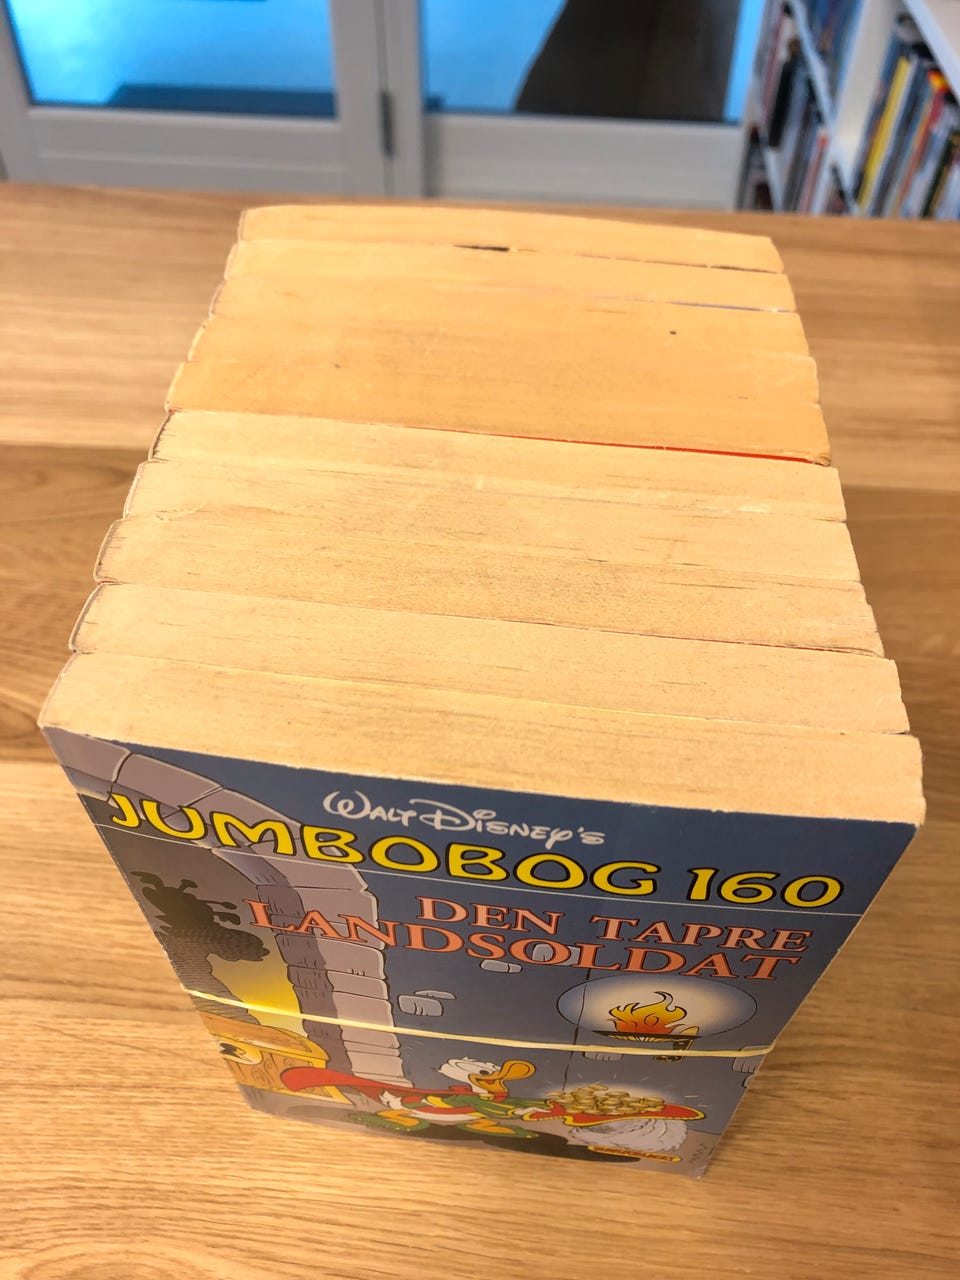 WALT DISNEY'S
JUMBOBOG 160
DEN TAPRE
LANDSOLDAT